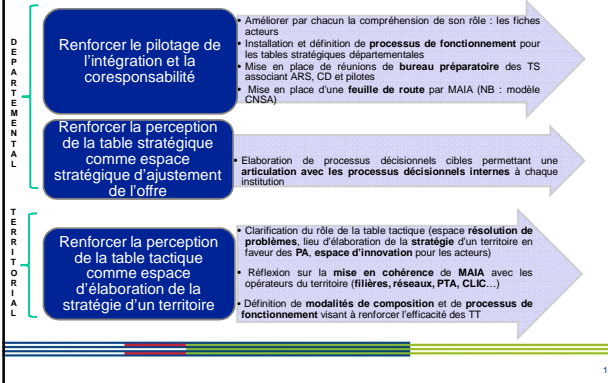 DEPARTEMENTAL
Renforcer le pilotage de
l'intégration et la
coresponsabilité
• Améliorer par chacun la compréhension de son rôle : les fiches
acteurs
• Installation et définition de processus de fonctionnement pour
les tables stratégiques départementales
• Mise en place de réunions de bureau préparatoire des TS
associant ARS, CD et pilotes
• Mise en place d'une feuille de route par MAIA (NB : modèle
CNSA)
Renforcer la perception
de la table stratégique
comme espace
stratégique d'ajustement
de l'offre
• Elaboration de processus décisionnels cibles permettant une
articulation avec les processus décisionnels internes à chaque
institution
TERRITORIAL
Renforcer la perception
de la table tactique
comme espace
d'élaboration de la
stratégie d'un territoire
• Clarification du rôle de la table tactique (espace résolution de
problèmes, lieu d'élaboration de la stratégie d'un territoire en
faveur des PA, espace d'innovation pour les acteurs)
• Réflexion sur la mise en cohérence de MAIA avec les
opérateurs du territoire (filières, réseaux, PTA, CLIC…)
• Définition de modalités de composition et de processus de
fonctionnement visant à renforcer l'efficacité des TT
1